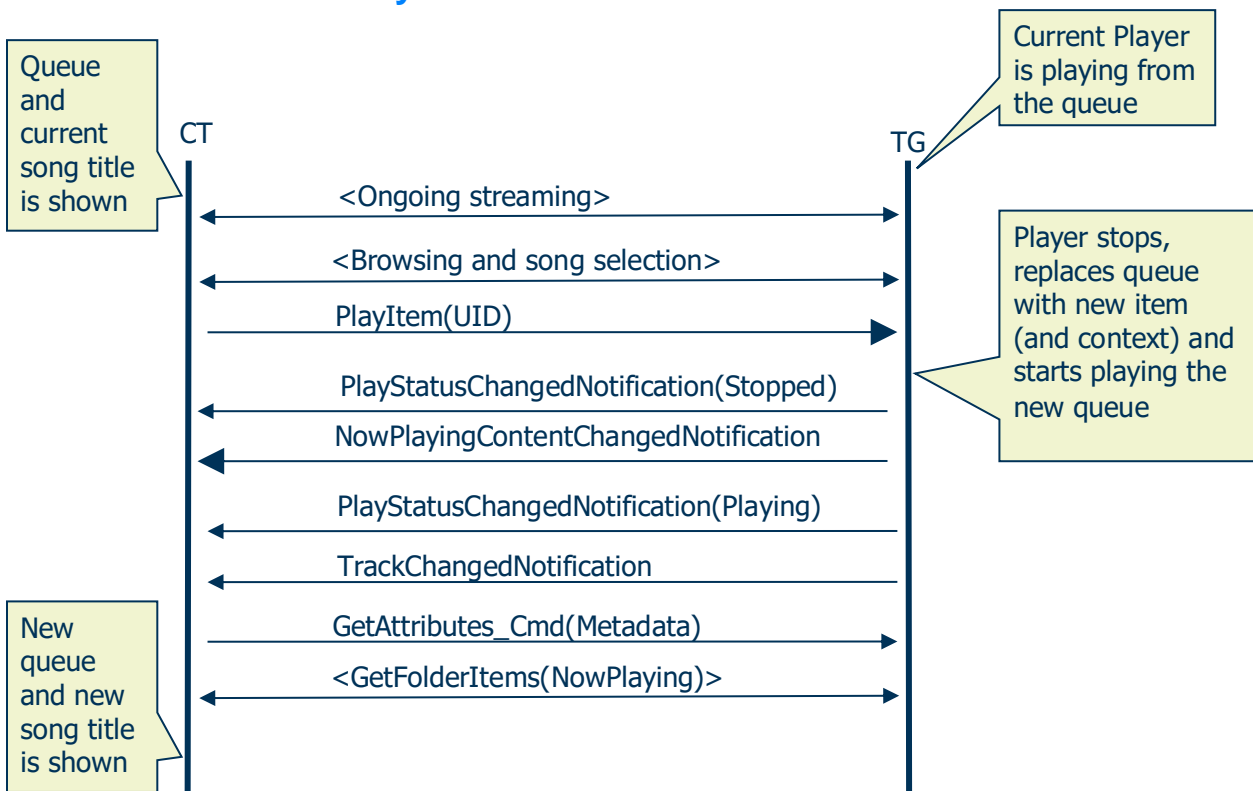 Current Player
is playing from
the queue
Queue
and
current
song title
is shown
CT
TG
<Ongoing streaming>
<Browsing and song selection>
PlayItem(UID)
Player stops,
replaces queue
with new item
(and context) and
starts playing the
new queue
PlayStatusChangedNotification(Stopped)
NowPlayingContentChangedNotification
PlayStatusChangedNotification(Playing)
TrackChangedNotification
GetAttributes_Cmd(Metadata)
<GetFolderItems(NowPlaying)>
New
queue
and new
song title
is shown